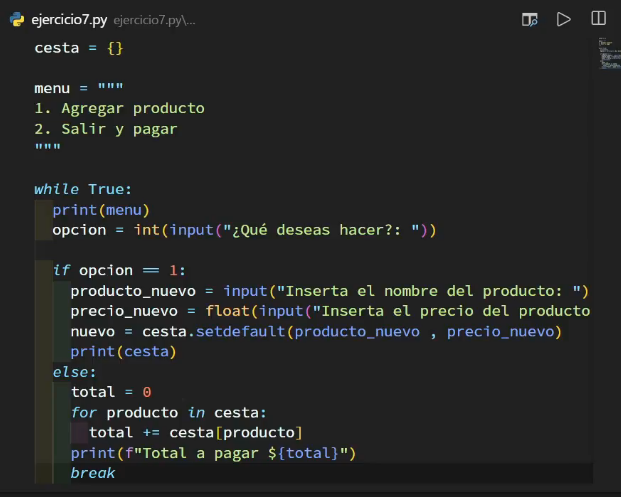 ejercicio7.py ejercicio7.py\...
cesta = {}
menu = """
1. Agregar producto
2. Salir y pagar
"""
while True:
print(menu)
opcion = int(input("¿Qué deseas hacer?: "))
if opcion == 1:
producto_nuevo = input("Inserta el nombre del producto: ")
precio_nuevo = float(input("Inserta el precio del producto
nuevo = cesta.setdefault(producto_nuevo , precio_nuevo)
print(cesta)
else:
total = 0
for producto in cesta:
total += cesta[producto]
print(f"Total a pagar ${total}")
break